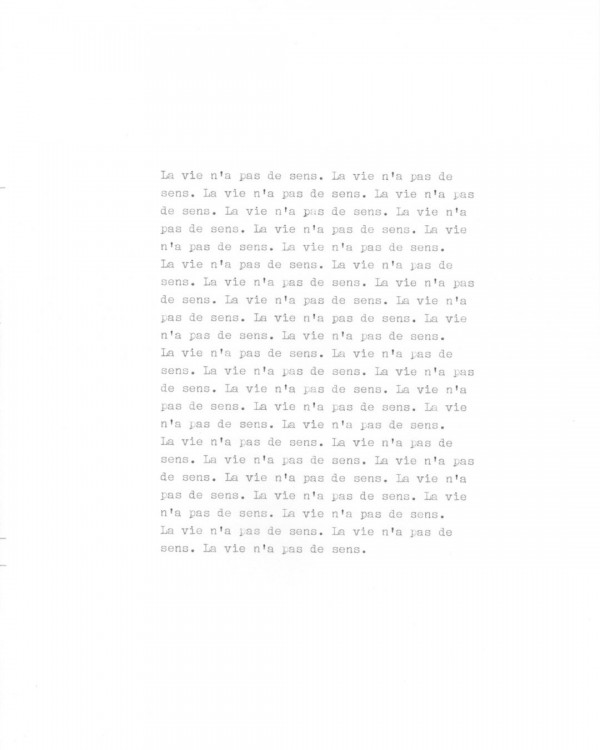 La vie n'a pas de sens. La vie n'a pas de
sens. La vie n'a pas de sens. La vie n'a pas
de sens. La vie n'a pas de sens. La vie n'a
pas de sens. La vie n'a pas de sens. La vie
n'a pas de sens. La vie n'a pas de sens.
La vie n'a pas de sens. La vie n'a pas de
sens. La vie n'a pas de sens. La vie n'a pas
de sens. La vie n'a pas de sens. La vie n'a
pas de sens. La vie n'a pas de sens. La vie
n'a pas de sens. La vie n'a pas de sens.
La vie n'a pas de sens. La vie n'a pas de
sens. La vie n'a pas de sens. La vie n'a pas
de sens. La vie n'a pas de sens. La vie n'a
pas de sens. La vie n'a pas de sens. La vie
n'a pas de sens. La vie n'a pas de sens.
La vie n'a pas de sens. La vie n'a pas de
sens. La vie n'a pas de sens. La vie n'a pas
de sens. La vie n'a pas de sens. La vie n'a
pas de sens. La vie n'a pas de sens. La vie
n'a pas de sens. La vie n'a pas de sens.
La vie n'a pas de sens. La vie n'a pas de
sens. La vie n'a pas de sens.